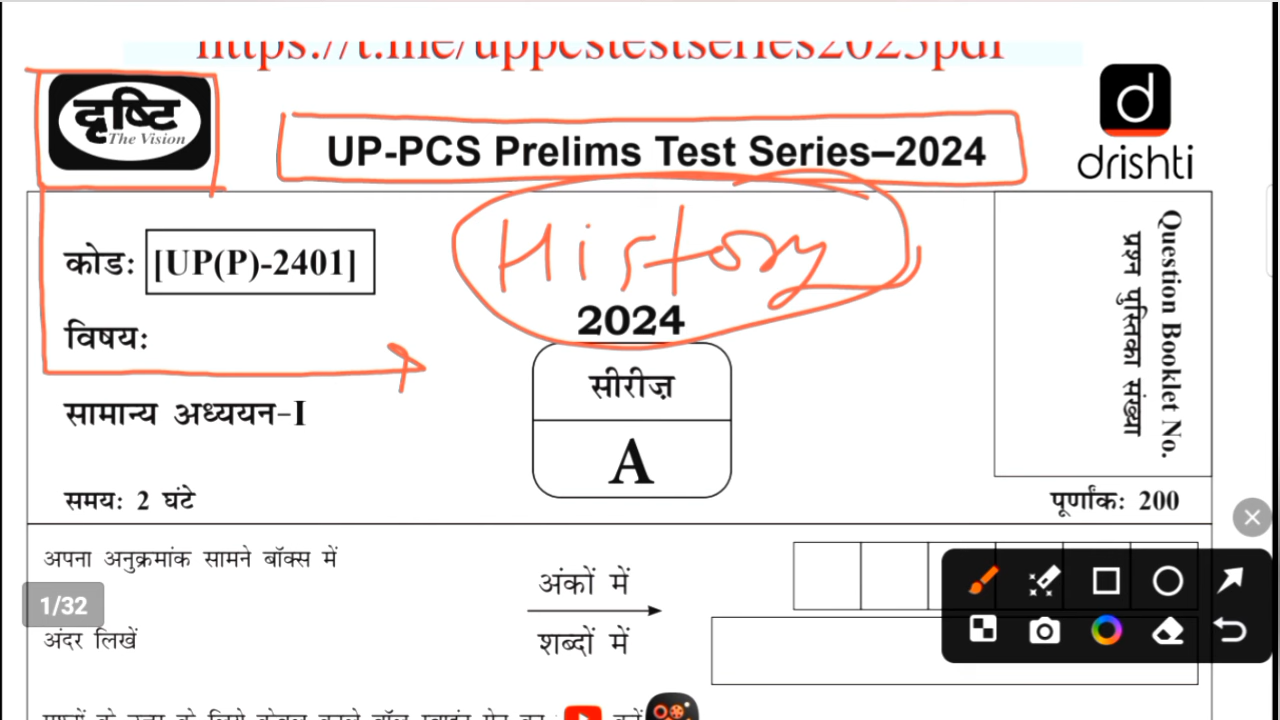 https://t.me/uppcstestseries2025pdf
दृष्टि
The Vision
UP-PCS Prelims Test Series–2024
drishti
कोड: [UP(P)-2401]
History
2024
विषय:
सीरीज़
A
सामान्य अध्ययन-I
Question Booklet No.
प्रश्न पुस्तिका संख्या
समय: 2 घंटे
पूर्णांक: 200
अपना अनुक्रमांक सामने बॉक्स में
अंकों में
1/32
अंदर लिखें
शब्दों में